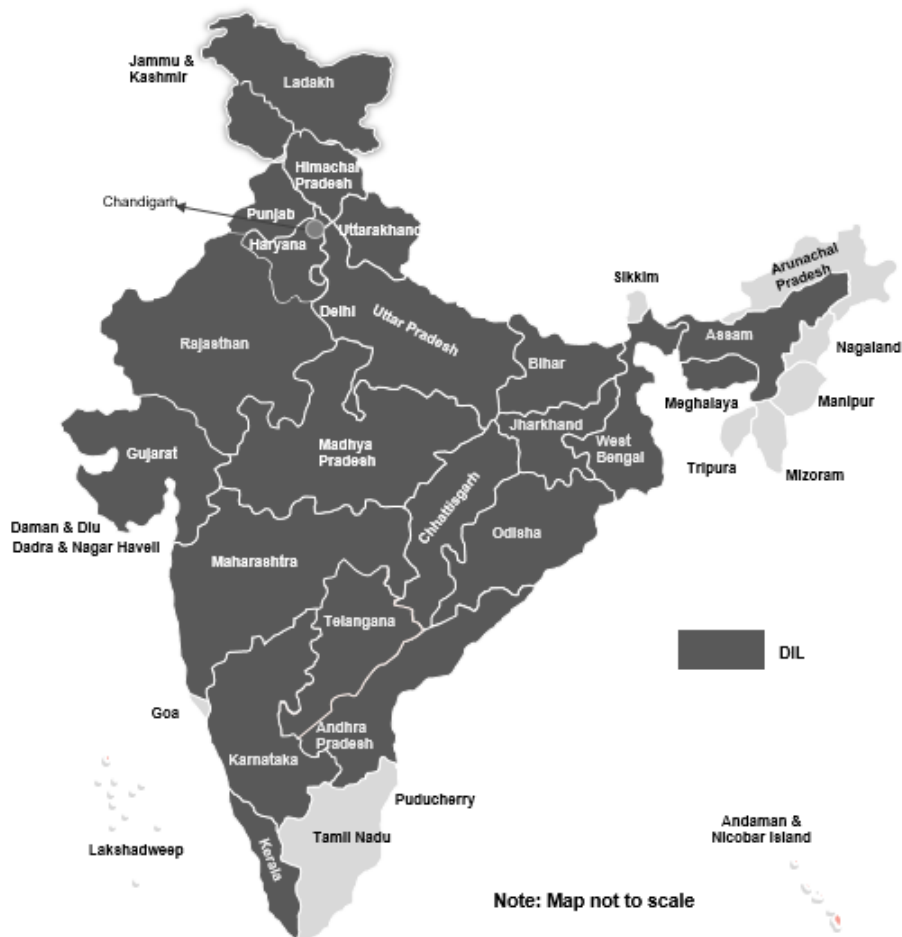 Jammu &
Kashmir
Ladakh
Himachal
Pradesh
Chandigarh
Punjab
Uttarakhand
Haryana
Sikkim
Arunachal
Pradesh
Delhi
Uttar Pradesh
Rajasthan
Assam
Nagaland
Bihar
Meghalaya
Manipur
Jharkhand
West
Bengal
Gujarat
Madhya
Pradesh
Tripura
Mizoram
Chhattisgarh
Daman & Diu
Dadra & Nagar Haveli
Odisha
Maharashtra
Telangana
DIL
Goa
Andhra
Pradesh
Karnataka
Puducherry
Tamil Nadu
Andaman &
Nicobar Island
Lakshadweep
Kerala
Note: Map not to scale